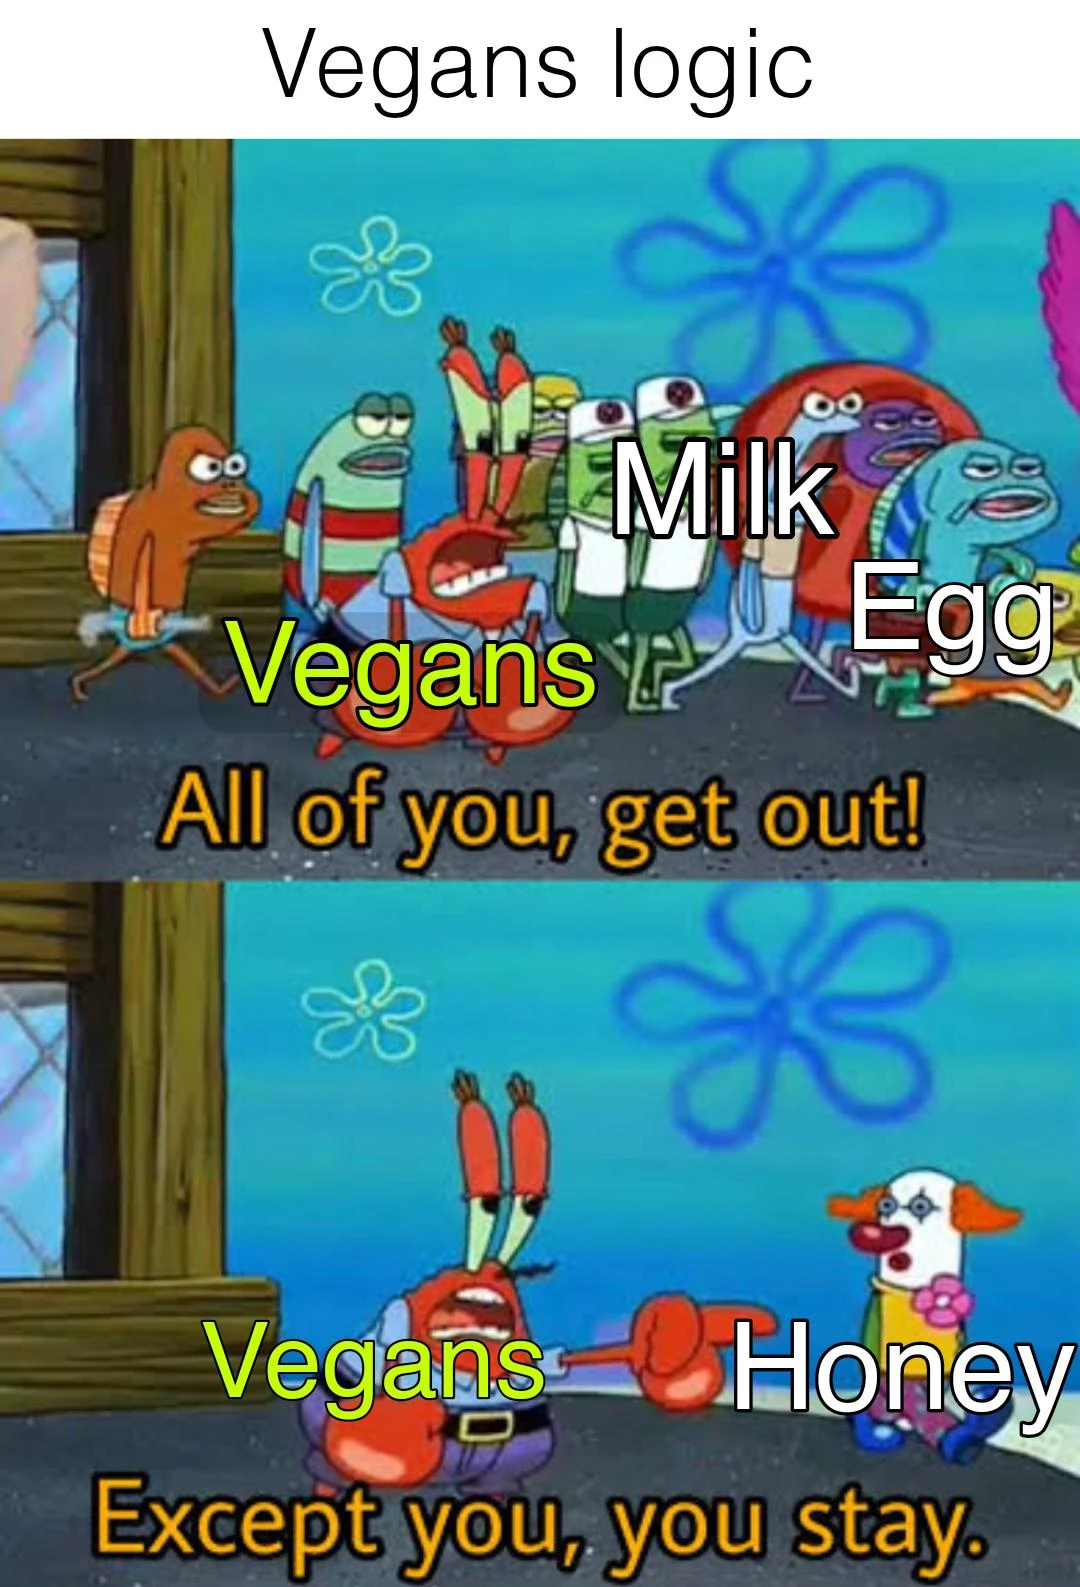 Vegans logic
Milk
Egg
Vegans
All of you, get out!
Vegans
Honey
Except you, you stay.